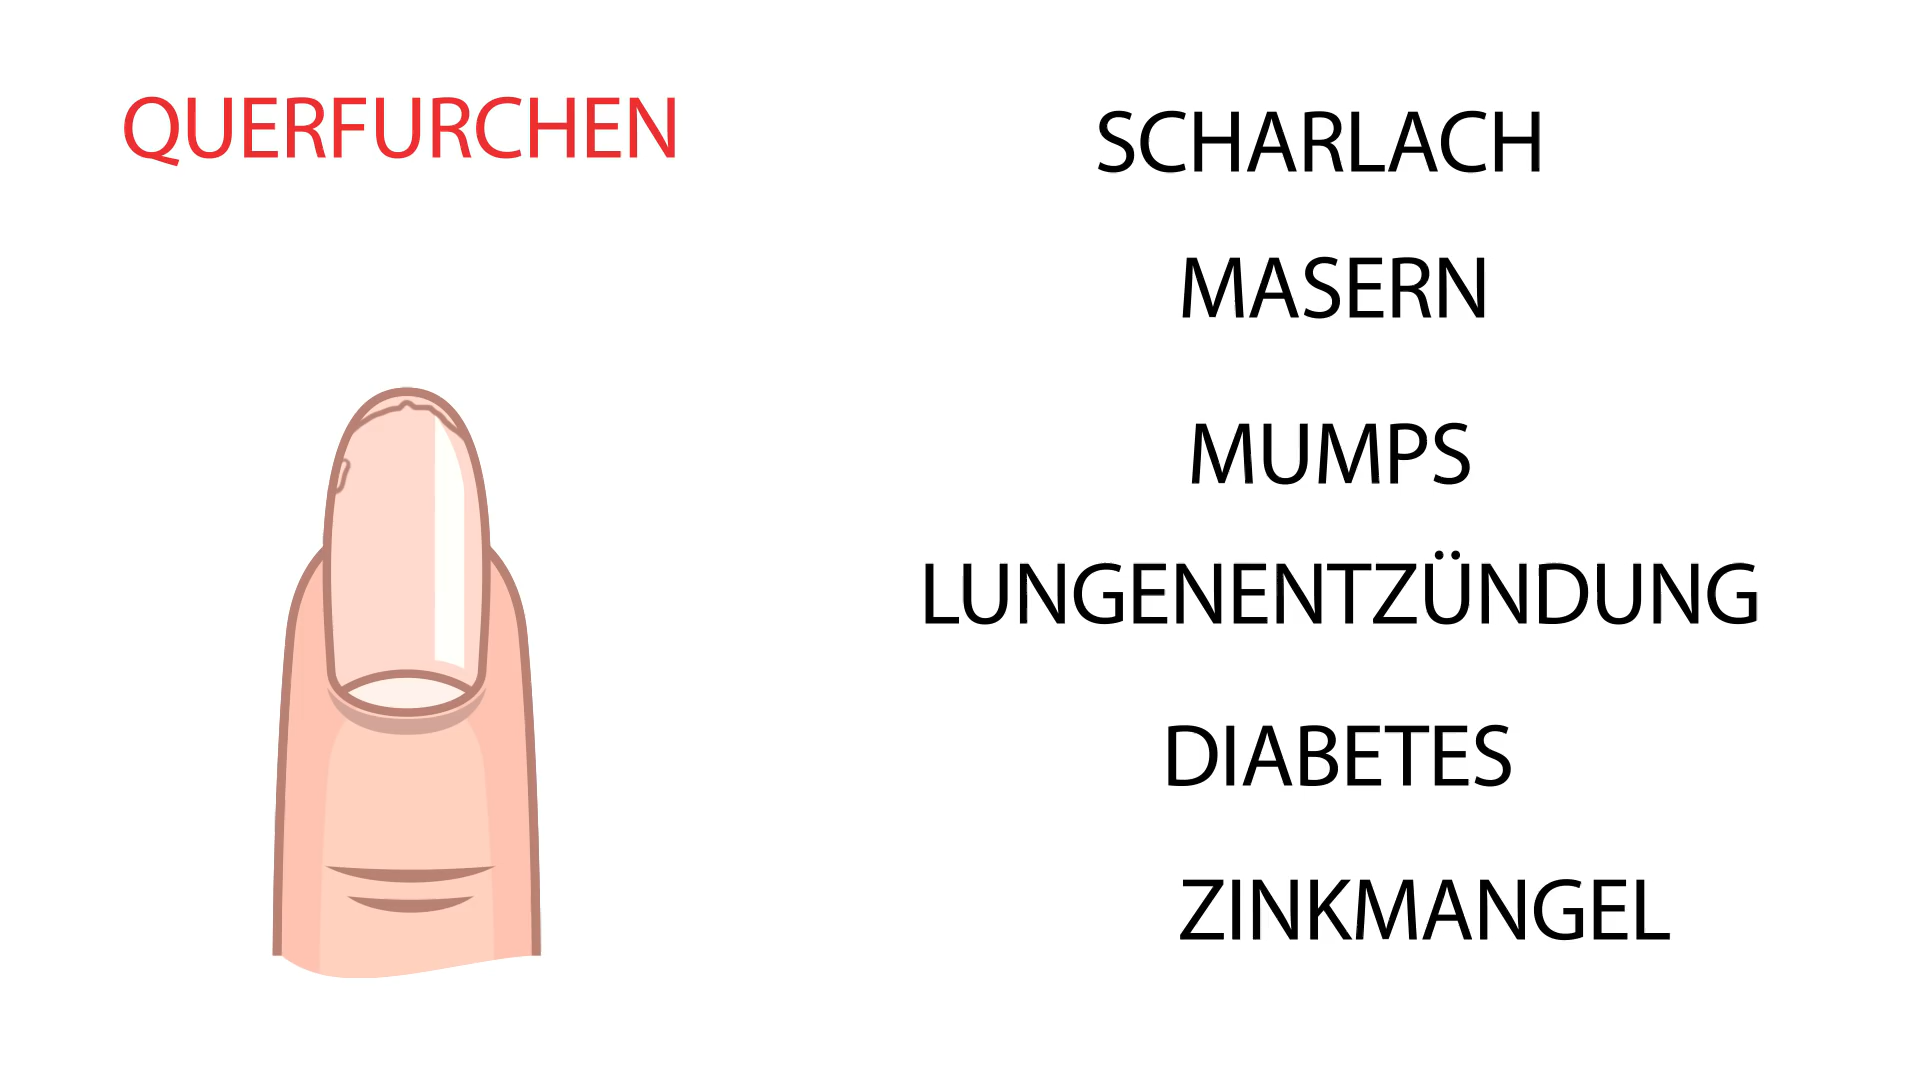 QUERFURCHEN
SCHARLACH
MASERN
MUMPS
LUNGENENTZÜNDUNG
DIABETES
ZINKMANGEL